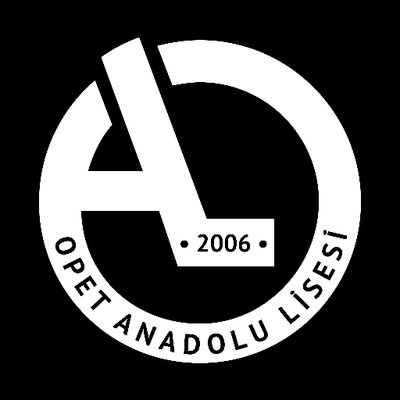 • 2006 •
OPET ANADOLU LİSESİ